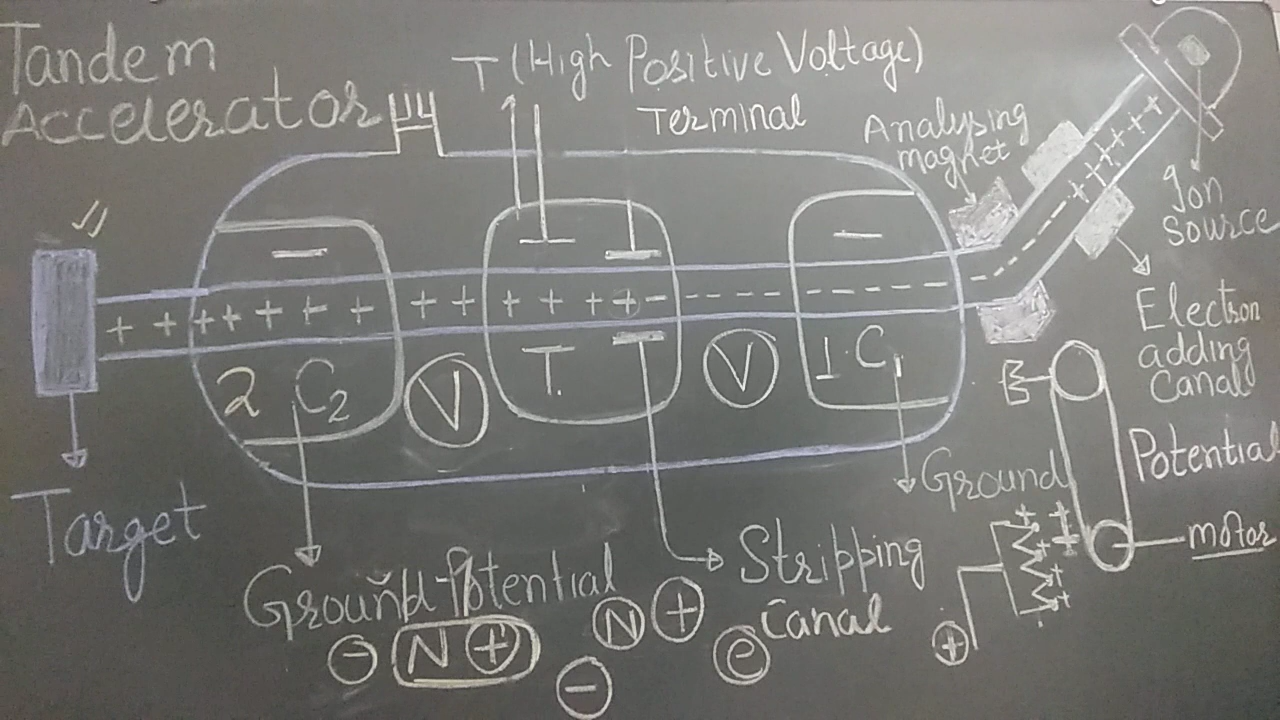 Tandem
Accelerator
T (High Positive Voltage)
Terminal
Analysing
magnet
Ion
Source
Electron
adding
Canal
+ + + + + + +
+ + + + + + + + + + + + + - - - - - - - - - - - - -
2 C2
V
T
V
1 C1
Target
Ground Potential
Stripping
Canal
Ground
Potential
motor
- N +
N +
-
e
+